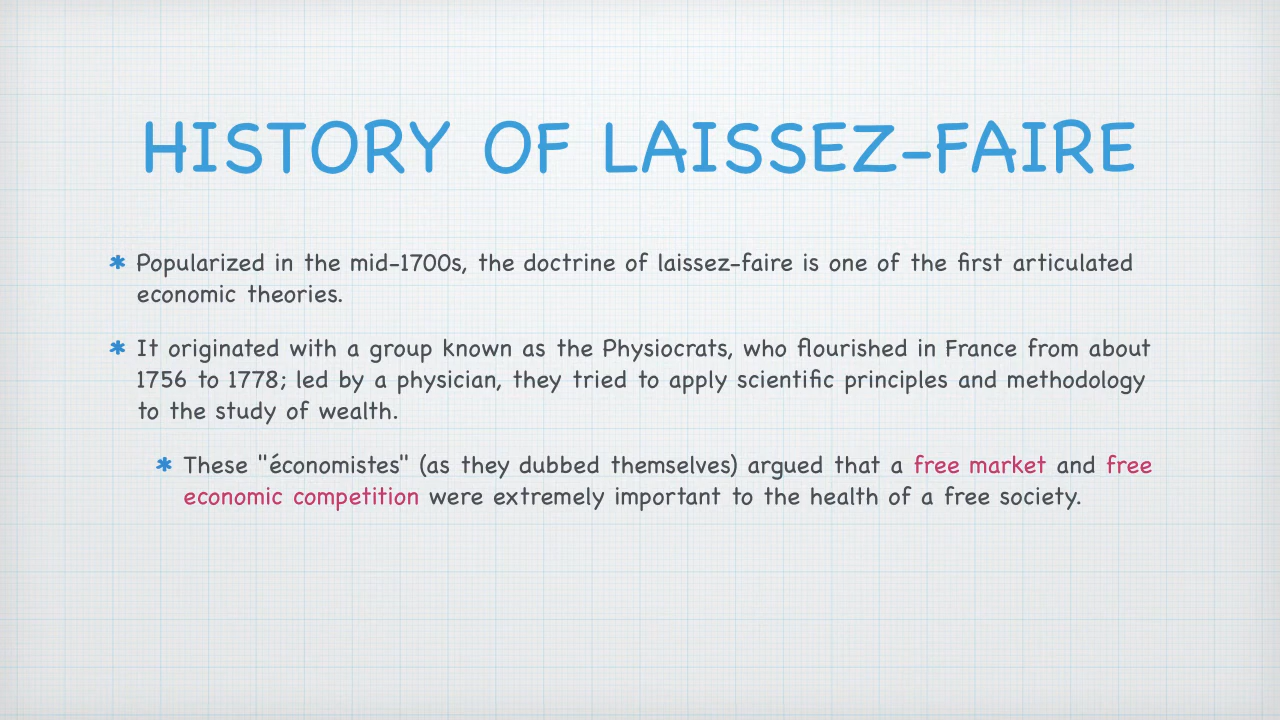 HISTORY OF LAISSEZ-FAIRE
* Popularized in the mid-1700s, the doctrine of laissez-faire is one of the first articulated
economic theories.
* It originated with a group known as the Physiocrats, who flourished in France from about
1756 to 1778; led by a physician, they tried to apply scientific principles and methodology
to the study of wealth.
* These "économistes" (as they dubbed themselves) argued that a free market and free
economic competition were extremely important to the health of a free society.